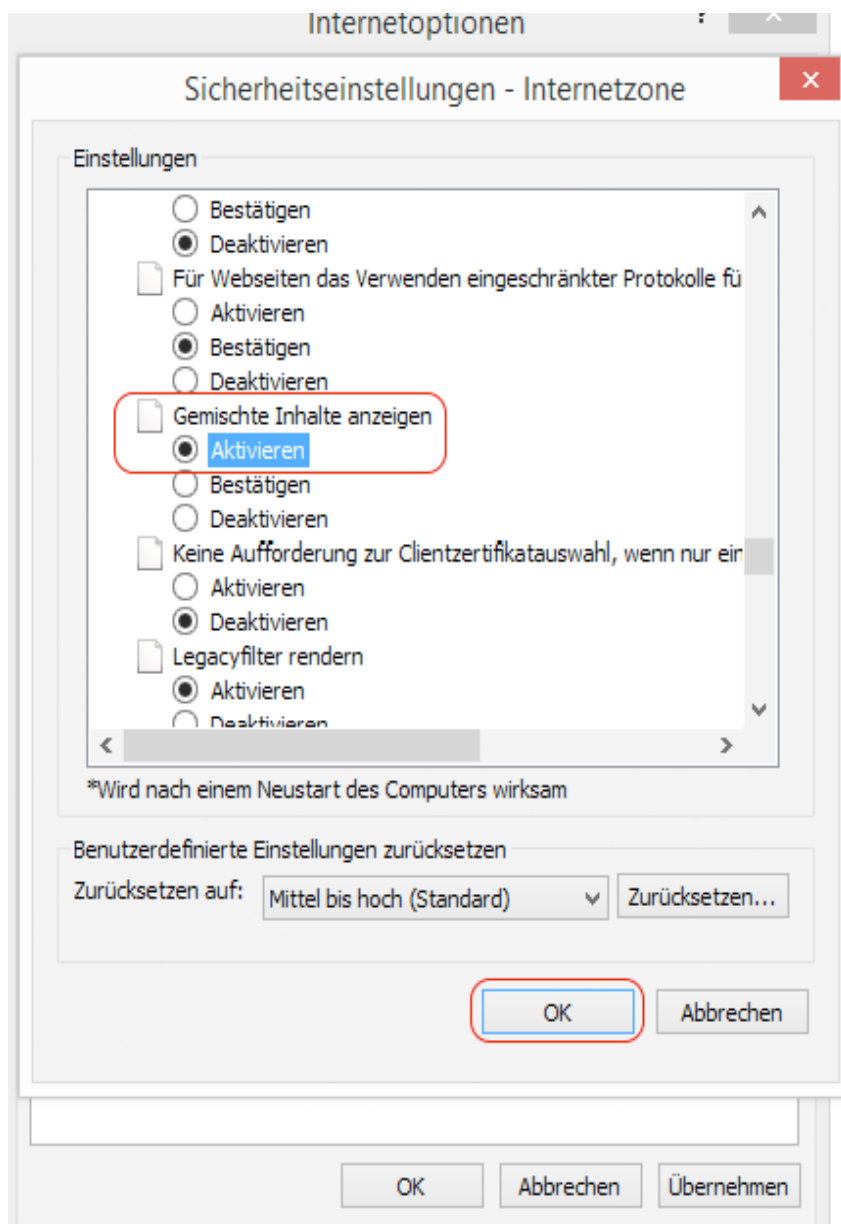 Internetoptionen ? ×
Sicherheitseinstellungen - Internetzone ×
Einstellungen
Bestätigen
Deaktivieren
Für Webseiten das Verwenden eingeschränkter Protokolle fü
Aktivieren
Bestätigen
Deaktivieren
Gemischte Inhalte anzeigen
Aktivieren
Bestätigen
Deaktivieren
Keine Aufforderung zur Clientzertifikatauswahl, wenn nur ein
Aktivieren
Deaktivieren
Legacyfilter rendern
Aktivieren
Deaktivieren
*Wird nach einem Neustart des Computers wirksam
Benutzerdefinierte Einstellungen zurücksetzen
Zurücksetzen auf: Mittel bis hoch (Standard) Zurücksetzen...
OK Abbrechen
OK Abbrechen Übernehmen